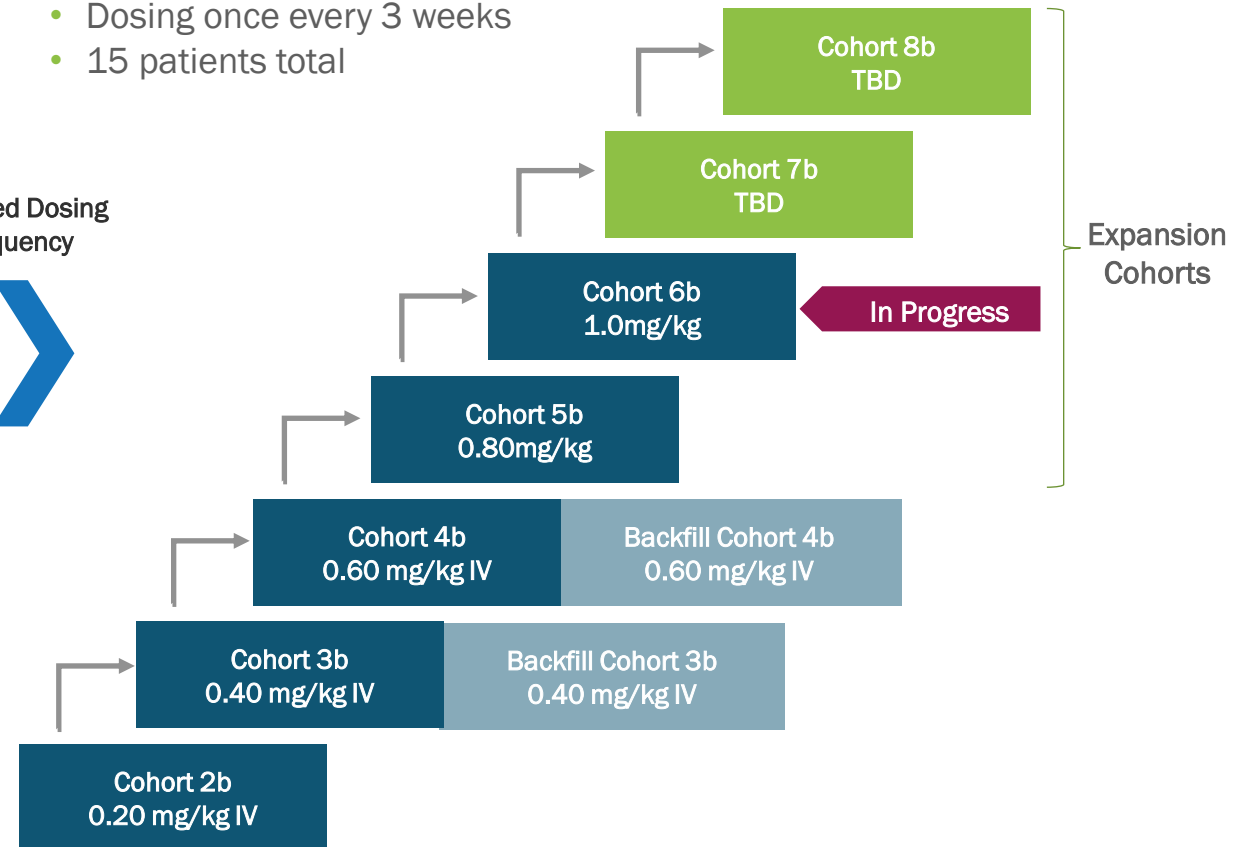 • Dosing once every 3 weeks
• 15 patients total
Cohort 8b
TBD
Cohort 7b
TBD
ed Dosing
quency
Expansion
Cohorts
Cohort 6b
1.0mg/kg
In Progress
Cohort 5b
0.80mg/kg
Cohort 4b
0.60 mg/kg IV
Backfill Cohort 4b
0.60 mg/kg IV
Cohort 3b
0.40 mg/kg IV
Backfill Cohort 3b
0.40 mg/kg IV
Cohort 2b
0.20 mg/kg IV